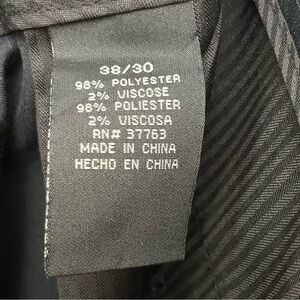 38/30
98% POLYESTER
2% VISCOSE
98% POLIESTER
2% VISCOSA
RN# 37763
MADE IN CHINA
HECHO EN CHINA